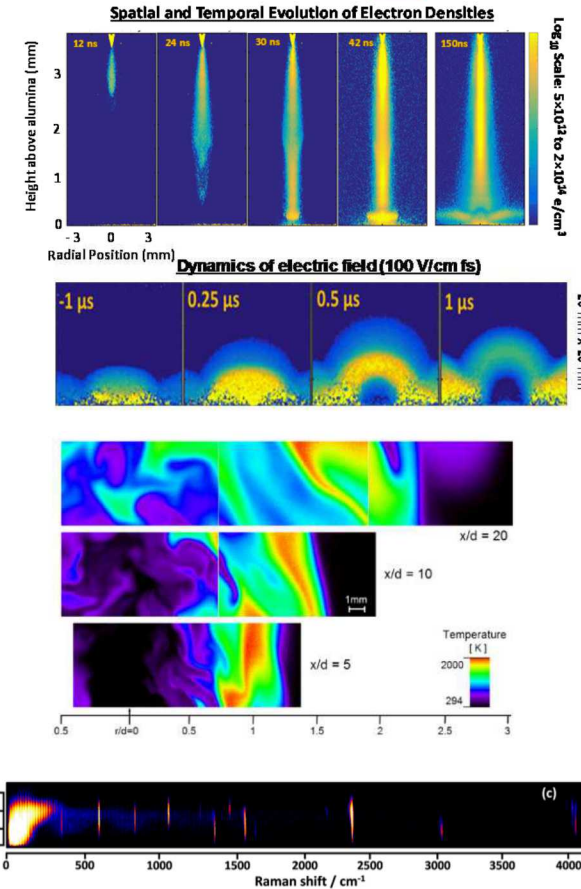 Spatial and Temporal Evolution of Electron Densities
12 ns 24 ns 30 ns 42 ns 150ns
Height above alumina (mm)
3
2
1
0
Log10 Scale: 5×10^12 to 2×10^14 e/cm^3
-3 0 3
Radial Position (mm)
Dynamics of electric field (100 V/cm fs)
-1 µs 0.25 µs 0.5 µs 1 µs
x/d = 20
x/d = 10
1mm
x/d = 5
Temperature
[ K ]
2000
294
0.5 r/d=0 0.5 1 1.5 2 2.5 3
(c)
0 500 1000 1500 2000 2500 3000 3500 4000
Raman shift / cm⁻¹